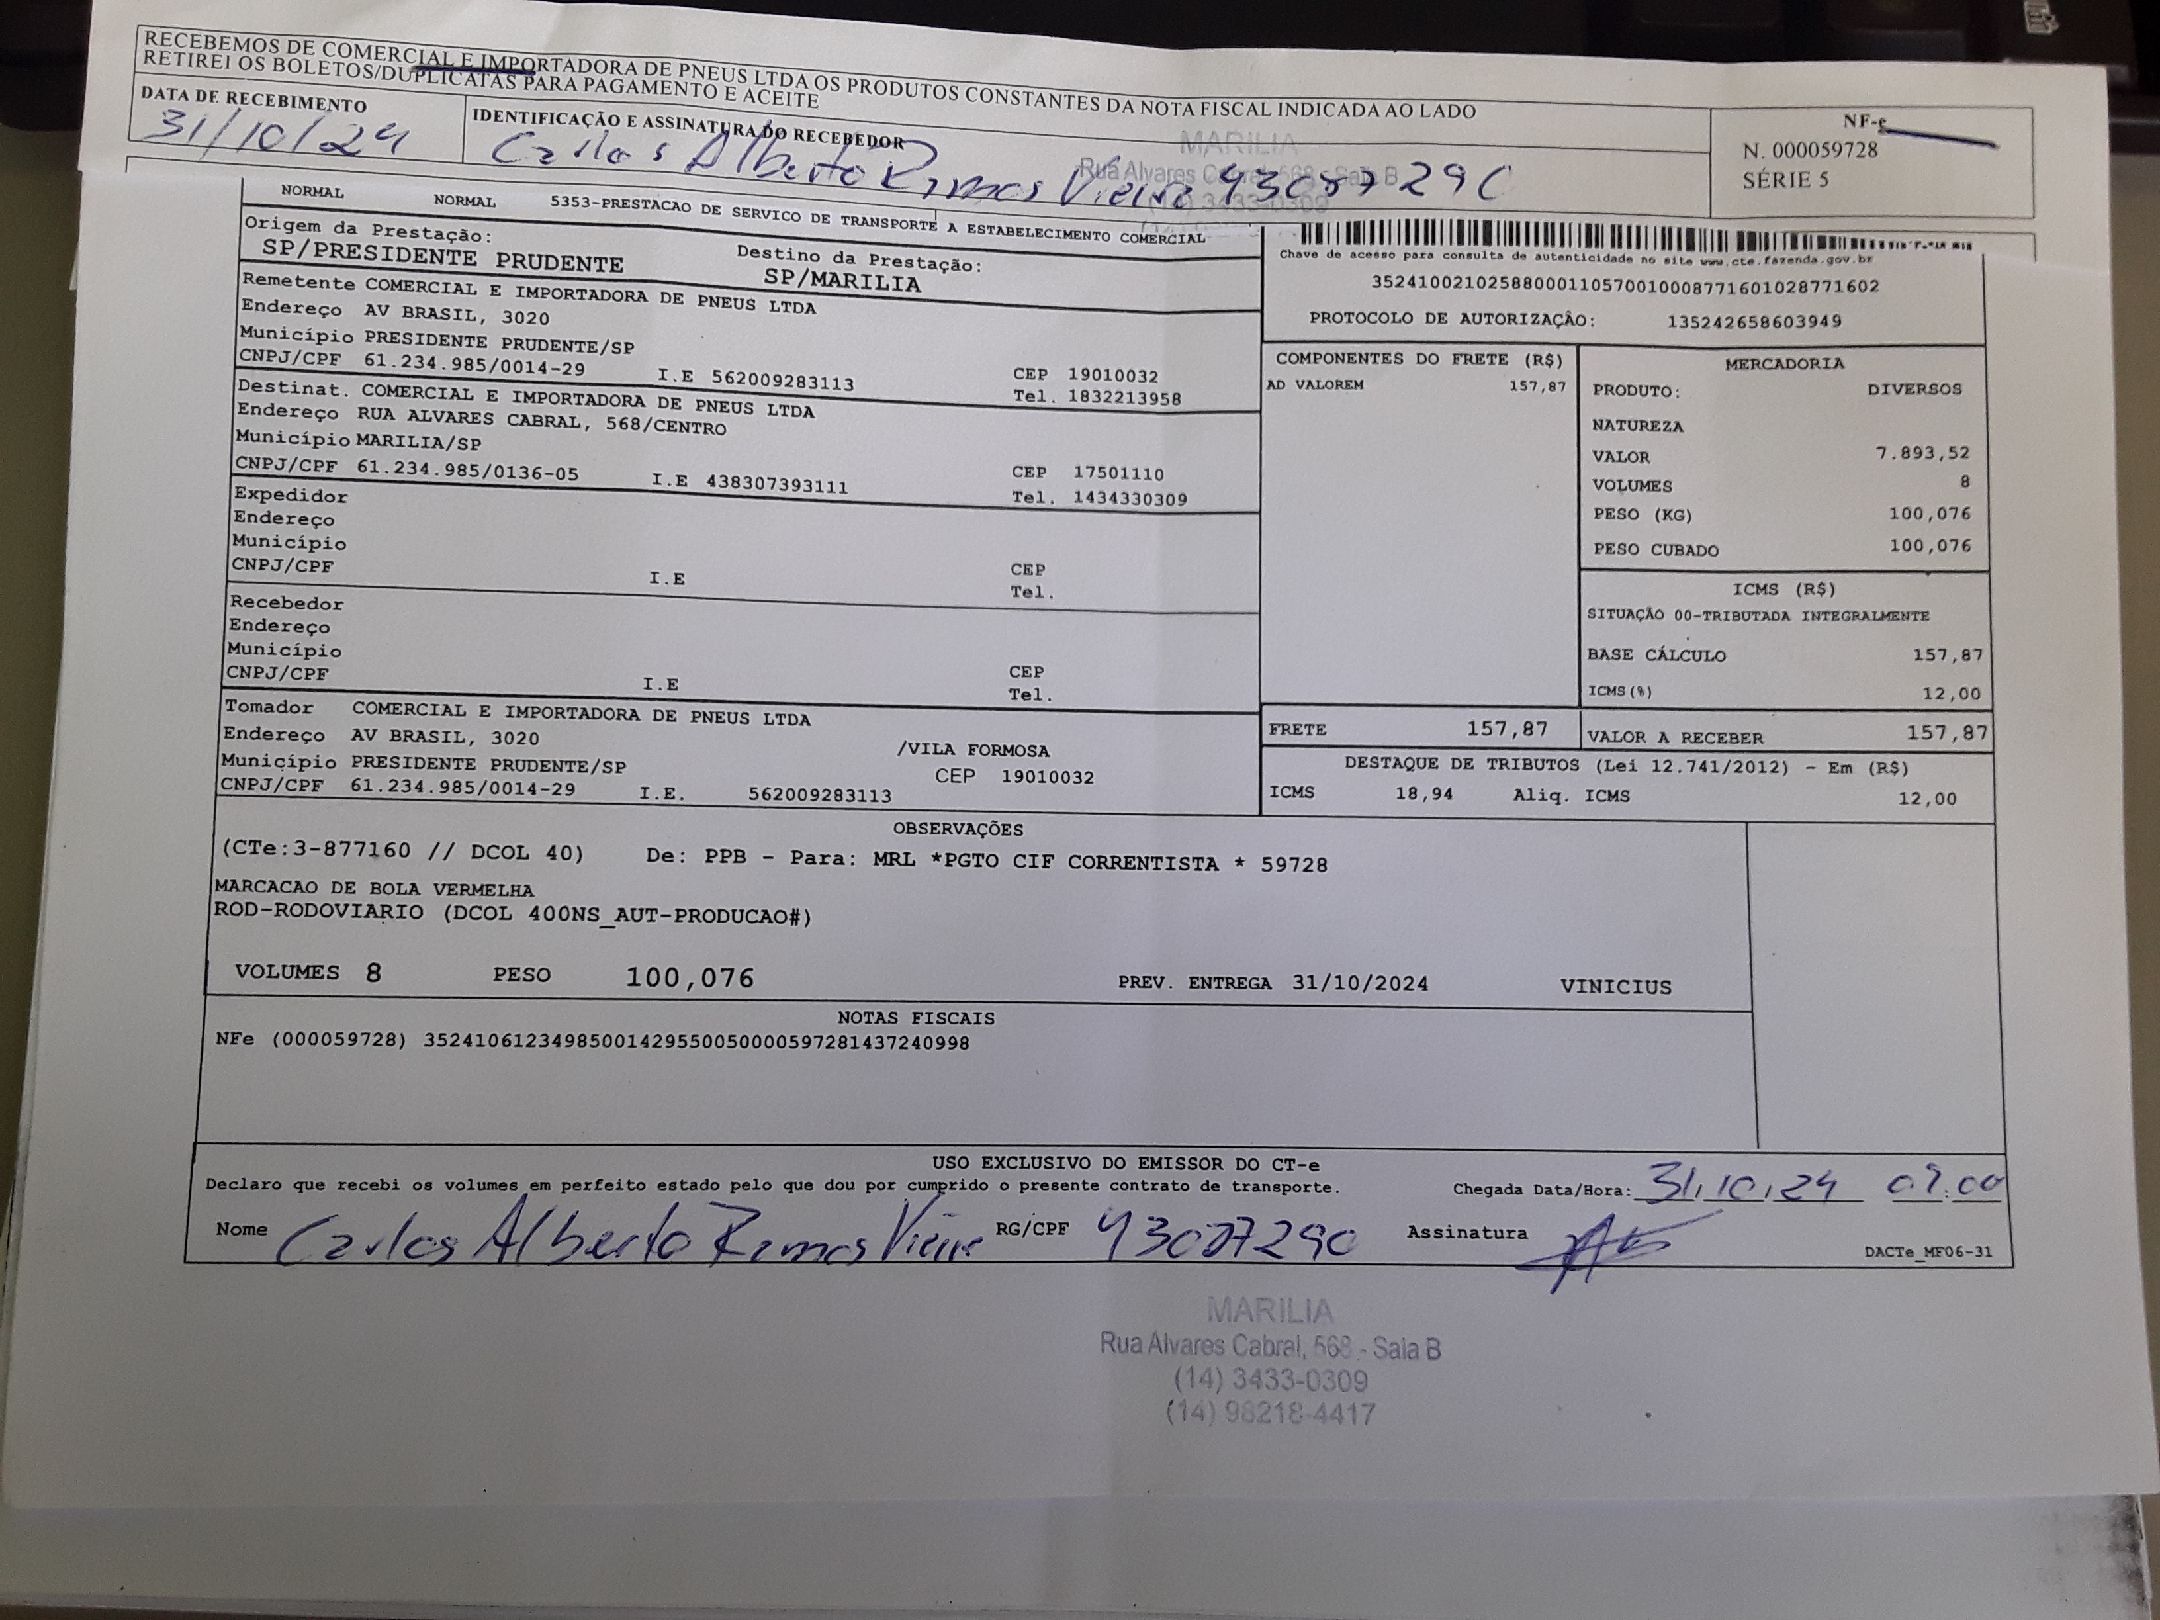 RECEBEMOS DE COMERCIAL E IMPORTADORA DE PNEUS LTDA OS PRODUTOS CONSTANTES DA NOTA FISCAL INDICADA AO LADO
RETIREI OS BOLETOS/DUPLICATAS PARA PAGAMENTO E ACEITE
DATA DE RECEBIMENTO
31/10/24
IDENTIFICAÇÃO E ASSINATURA DO RECEBEDOR
Carlos Alberto Ramos Vieira 43087290
MARILIA
Rua Alvares Cabral, 568 - Sala B
(14) 3433-0309
NF-e
N. 000059728
SÉRIE 5
NORMAL NORMAL 5353-PRESTACAO DE SERVICO DE TRANSPORTE A ESTABELECIMENTO COMERCIAL
Origem da Prestação: Destino da Prestação:
SP/PRESIDENTE PRUDENTE SP/MARILIA
Remetente COMERCIAL E IMPORTADORA DE PNEUS LTDA
Endereço AV BRASIL, 3020
Município PRESIDENTE PRUDENTE/SP CEP 19010032
CNPJ/CPF 61.234.985/0014-29 I.E 562009283113 Tel. 1832213958
Destinat. COMERCIAL E IMPORTADORA DE PNEUS LTDA
Endereço RUA ALVARES CABRAL, 568/CENTRO
Município MARILIA/SP CEP 17501110
CNPJ/CPF 61.234.985/0136-05 I.E 438307393111 Tel. 1434330309
Expedidor
Endereço
Município CEP
CNPJ/CPF I.E Tel.
Recebedor
Endereço
Município CEP
CNPJ/CPF I.E Tel.
Tomador COMERCIAL E IMPORTADORA DE PNEUS LTDA
Endereço AV BRASIL, 3020 /VILA FORMOSA
Município PRESIDENTE PRUDENTE/SP CEP 19010032
CNPJ/CPF 61.234.985/0014-29 I.E. 562009283113
Chave de acesso para consulta de autenticidade no site www.cte.fazenda.gov.br
35241002102588000110570010008771601028771602
PROTOCOLO DE AUTORIZAÇÃO: 135242658603949
COMPONENTES DO FRETE (R$)
AD VALOREM 157,87
MERCADORIA
PRODUTO: DIVERSOS
NATUREZA
VALOR 7.893,52
VOLUMES 8
PESO (KG) 100,076
PESO CUBADO 100,076
ICMS (R$)
SITUAÇÃO 00-TRIBUTADA INTEGRALMENTE
BASE CÁLCULO 157,87
ICMS(%) 12,00
FRETE 157,87 VALOR A RECEBER 157,87
DESTAQUE DE TRIBUTOS (Lei 12.741/2012) - Em (R$)
ICMS 18,94 Aliq. ICMS 12,00
OBSERVAÇÕES
(CTe:3-877160 // DCOL 40) De: PPB - Para: MRL *PGTO CIF CORRENTISTA * 59728
MARCACAO DE BOLA VERMELHA
ROD-RODOVIARIO (DCOL 400NS_AUT-PRODUCAO#)
VOLUMES 8 PESO 100,076 PREV. ENTREGA 31/10/2024 VINICIUS
NOTAS FISCAIS
NFe (000059728) 35241061234985001429550050000597281437240998
USO EXCLUSIVO DO EMISSOR DO CT-e
Declaro que recebi os volumes em perfeito estado pelo que dou por cumprido o presente contrato de transporte. Chegada Data/Hora: 31/10/24 09:00
Nome Carlos Alberto Ramos Vieira RG/CPF 43087290 Assinatura
DACTe_MF06-31
MARILIA
Rua Alvares Cabral, 568 - Sala B
(14) 3433-0309
(14) 98218-4417